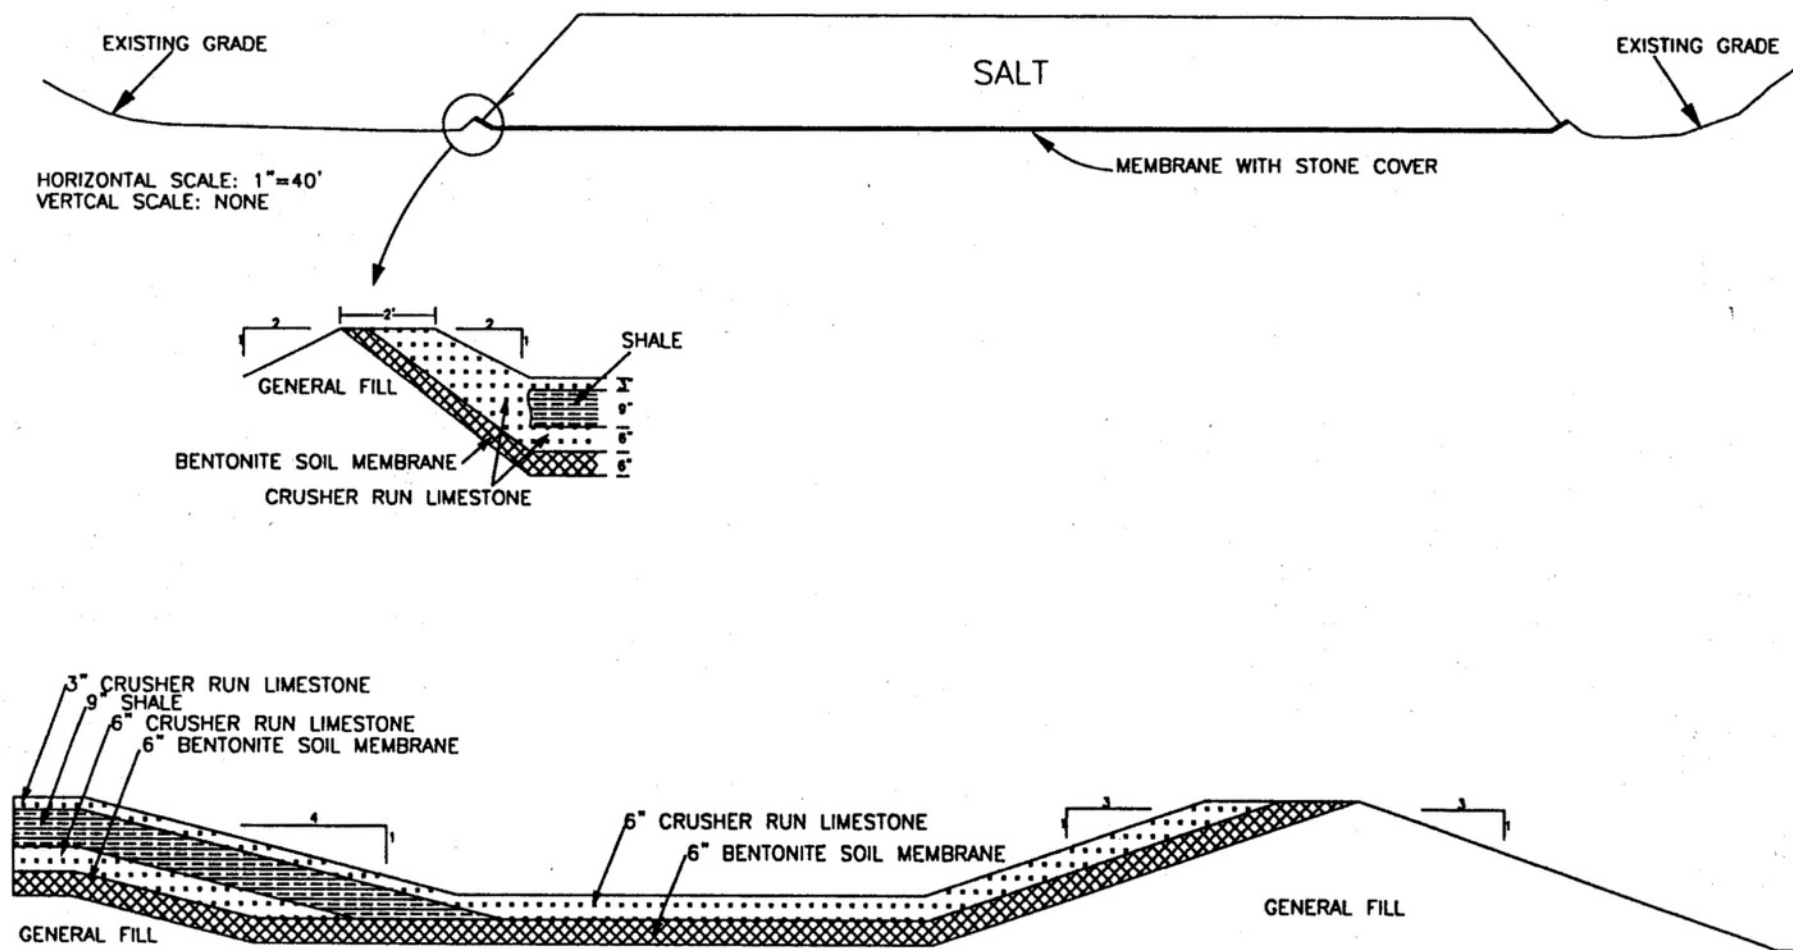 EXISTING GRADE
SALT
EXISTING GRADE
MEMBRANE WITH STONE COVER
HORIZONTAL SCALE: 1"=40'
VERTCAL SCALE: NONE
2'
2
1
2
1
SHALE
GENERAL FILL
3"
9"
6"
6"
BENTONITE SOIL MEMBRANE
CRUSHER RUN LIMESTONE
3" CRUSHER RUN LIMESTONE
9" SHALE
6" CRUSHER RUN LIMESTONE
6" BENTONITE SOIL MEMBRANE
4
1
6" CRUSHER RUN LIMESTONE
6" BENTONITE SOIL MEMBRANE
3
1
3
1
GENERAL FILL
GENERAL FILL